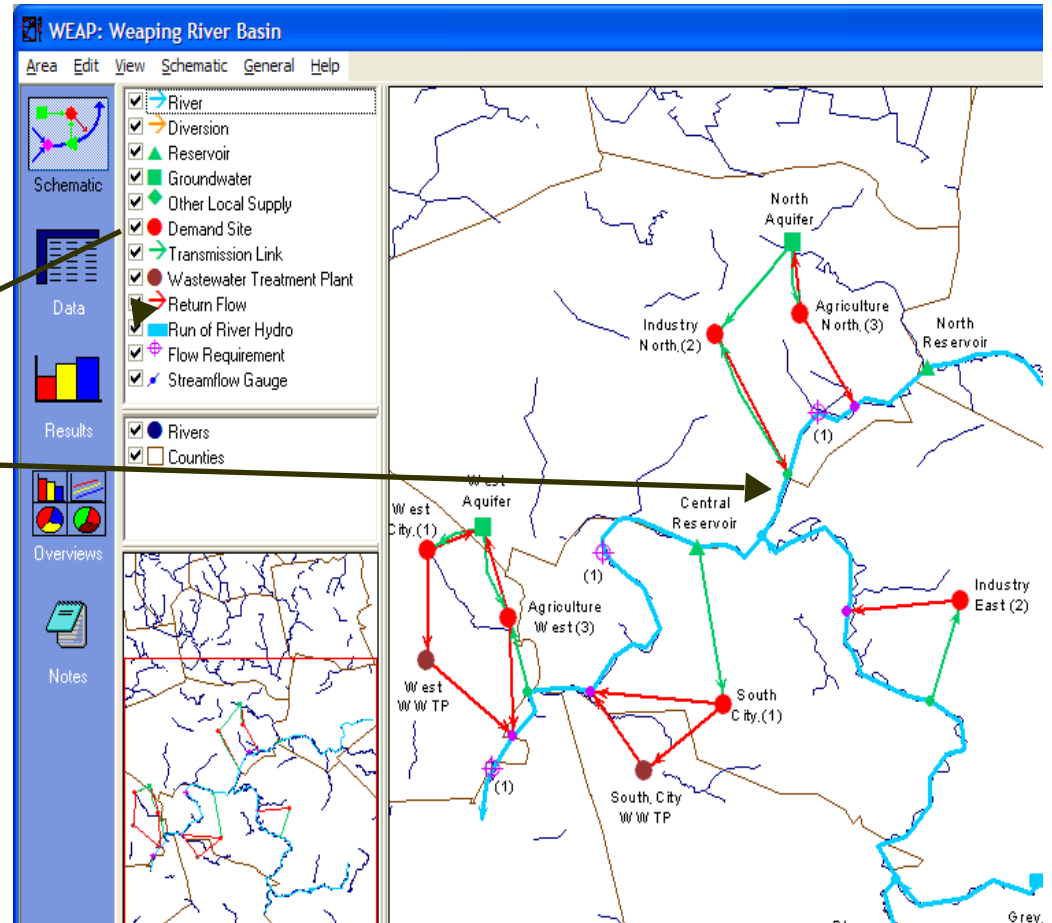 WEAP: Weaping River Basin
Area Edit View Schematic General Help
Schematic
Data
Results
Overviews
Notes
River
Diversion
Reservoir
Groundwater
Other Local Supply
Demand Site
Transmission Link
Wastewater Treatment Plant
Return Flow
Run of River Hydro
Flow Requirement
Streamflow Gauge
Rivers
Counties
North
Aquifer
Agriculture
North.(3)
Industry
North.(2)
North
Reservoir
(1)
West
Aquifer
West
City.(1)
Central
Reservoir
(1)
Agriculture
West(3)
Industry
East (2)
West
WWTP
South
City.(1)
(1)
South, City
WWTP
Grey